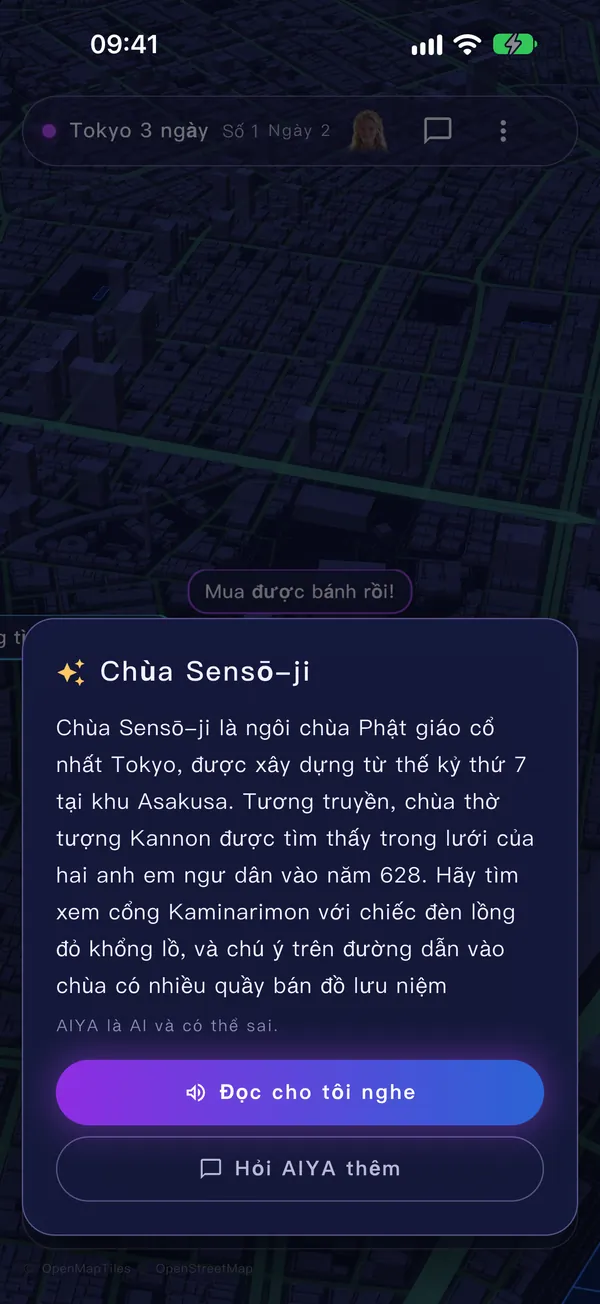 09:41
Tokyo 3 ngày Số 1 Ngày 2
Mua được bánh rồi!
Chùa Sensō-ji
Chùa Sensō-ji là ngôi chùa Phật giáo cổ
nhất Tokyo, được xây dựng từ thế kỷ thứ 7
tại khu Asakusa. Tương truyền, chùa thờ
tượng Kannon được tìm thấy trong lưới của
hai anh em ngư dân vào năm 628. Hãy tìm
xem cổng Kaminarimon với chiếc đèn lồng
đỏ khổng lồ, và chú ý trên đường dẫn vào
chùa có nhiều quầy bán đồ lưu niệm
AIYA là AI và có thể sai.
Đọc cho tôi nghe
Hỏi AIYA thêm
OpenMapTiles OpenStreetMap